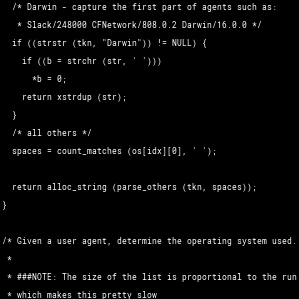 /* Darwin - capture the first part of agents such as:
* Slack/248000 CFNetwork/808.0.2 Darwin/16.0.0 */
if ((strstr (tkn, "Darwin")) != NULL) {
if ((b = strchr (str, ' ')))
*b = 0;
return xstrdup (str);
}
/* all others */
spaces = count_matches (os[idx][0], ' ');
return alloc_string (parse_others (tkn, spaces));
}
/* Given a user agent, determine the operating system used.
*
* ###NOTE: The size of the list is proportional to the run
* which makes this pretty slow